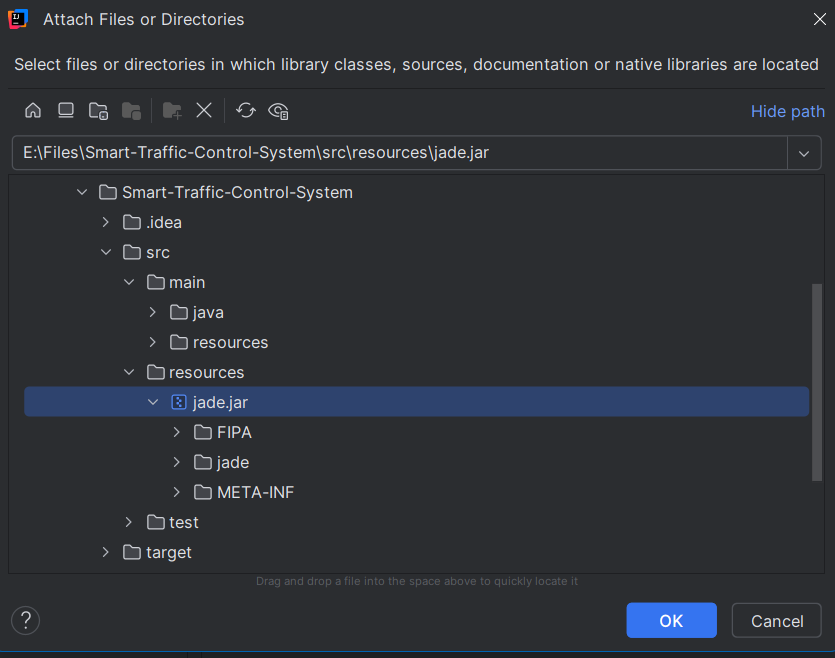 Attach Files or Directories
Select files or directories in which library classes, sources, documentation or native libraries are located
Hide path
E:\Files\Smart-Traffic-Control-System\src\resources\jade.jar
Smart-Traffic-Control-System
.idea
src
main
java
resources
resources
jade.jar
FIPA
jade
META-INF
test
target
Drag and drop a file into the space above to quickly locate it
? OK Cancel